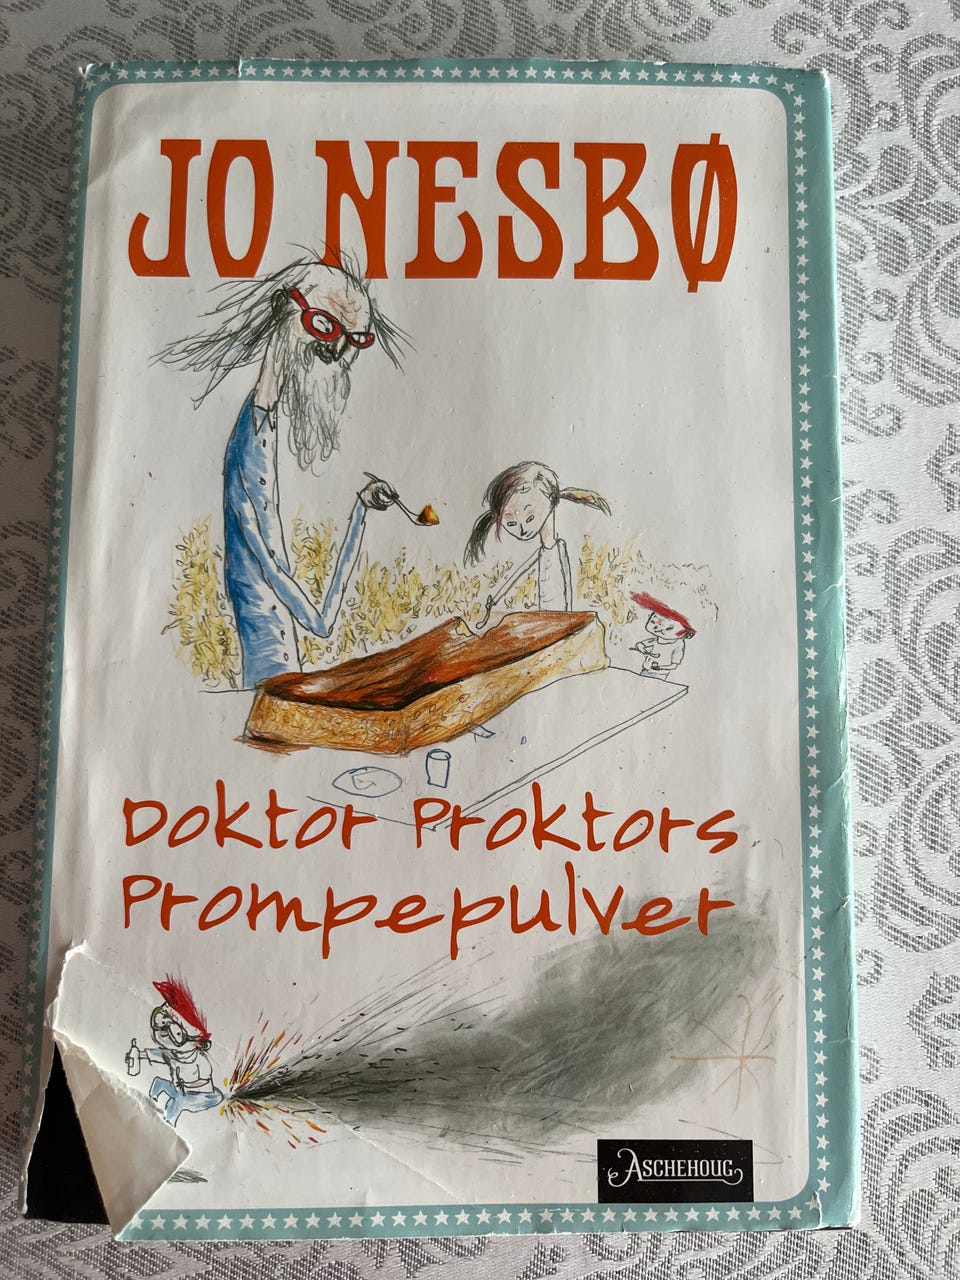 JO NESBØ
Doktor Proktors
Prompepulver
ASCHEHOUG